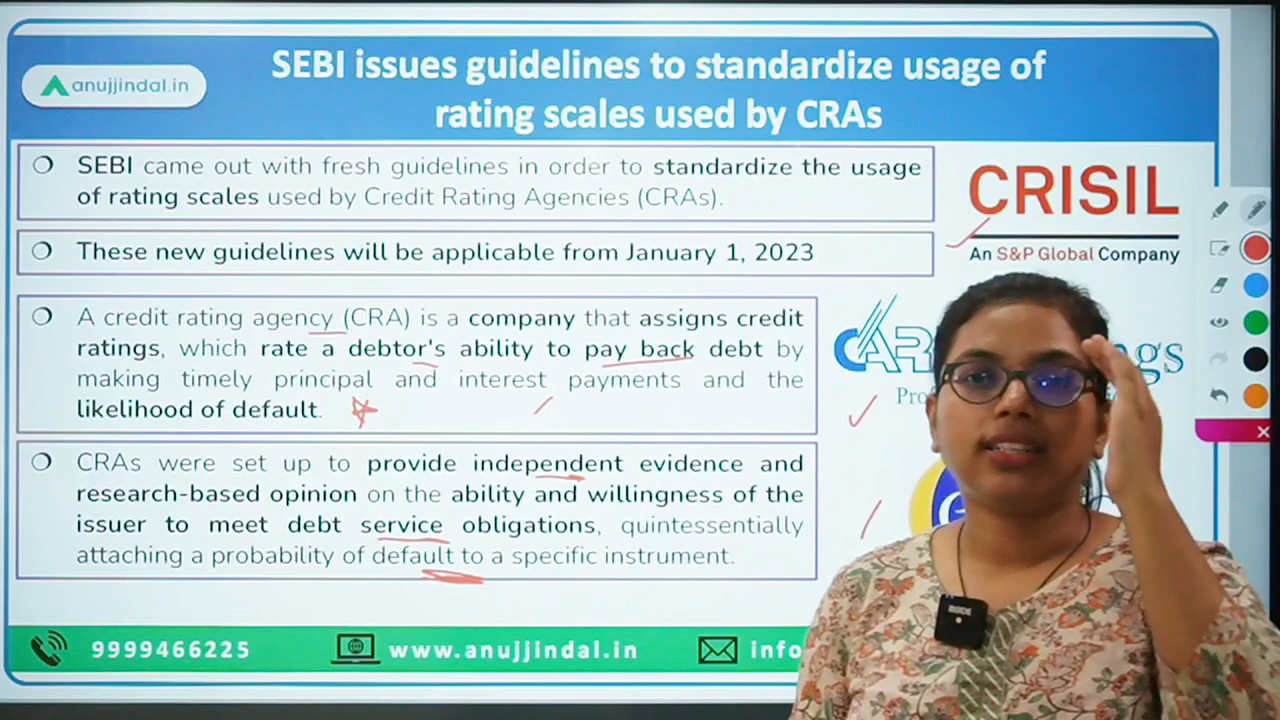 anujjindal.in
SEBI issues guidelines to standardize usage of
rating scales used by CRAs
SEBI came out with fresh guidelines in order to standardize the usage
of rating scales used by Credit Rating Agencies (CRAs).
These new guidelines will be applicable from January 1, 2023
A credit rating agency (CRA) is a company that assigns credit
ratings, which rate a debtor's ability to pay back debt by
making timely principal and interest payments and the
likelihood of default.
CRAs were set up to provide independent evidence and
research-based opinion on the ability and willingness of the
issuer to meet debt service obligations, quintessentially
attaching a probability of default to a specific instrument.
CRISIL
An S&P Global Company
9999466225
www.anujjindal.in
info